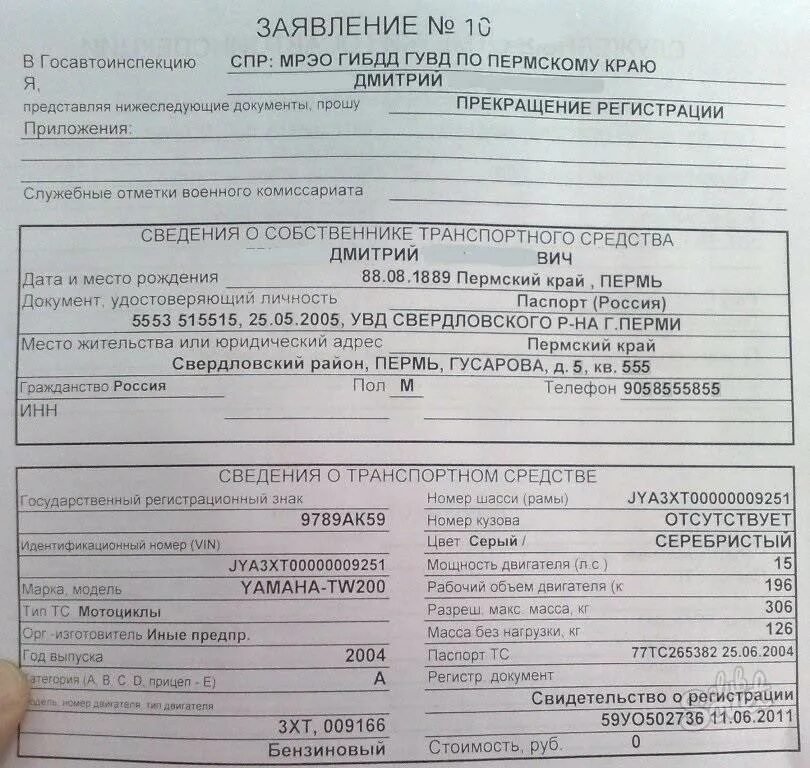 ЗАЯВЛЕНИЕ № 10
В Госавтоинспекцию СПР: МРЭО ГИБДД ГУВД ПО ПЕРМСКОМУ КРАЮ
Я, ДМИТРИЙ
представляя нижеследующие документы, прошу ПРЕКРАЩЕНИЕ РЕГИСТРАЦИИ
Приложения:
Служебные отметки военного комиссариата
СВЕДЕНИЯ О СОБСТВЕННИКЕ ТРАНСПОРТНОГО СРЕДСТВА
ДМИТРИЙ ВИЧ
Дата и место рождения 88.08.1889 Пермский край , ПЕРМЬ
Документ, удостоверяющий личность Паспорт (Россия)
5553 515515, 25.05.2005, УВД СВЕРДЛОВСКОГО Р-НА Г.ПЕРМИ
Место жительства или юридический адрес Пермский край
Свердловский район, ПЕРМЬ, ГУСАРОВА, д.5, кв. 555
Гражданство Россия Пол М Телефон 9058555855
ИНН
СВЕДЕНИЯ О ТРАНСПОРТНОМ СРЕДСТВЕ
Государственный регистрационный знак
9789АК59
Идентификационный номер (VIN)
JYA3XT00000009251
Марка, модель YAMAHA-TW200
Тип ТС Мотоциклы
Орг -изготовитель Иные предпр.
Год выпуска 2004
категория (A, B, C, D, прицеп - E) A
модель, номер двигателя, тип двигателя
3XT, 009166
Бензиновый
Номер шасси (рамы) JYA3XT00000009251
Номер кузова ОТСУТСТВУЕТ
Цвет Серый / СЕРЕБРИСТЫЙ
Мощность двигателя (л.с.) 15
Рабочий объем двигателя (к 196
Разреш. макс. масса, кг 306
Масса без нагрузки, кг 126
Паспорт ТС 77ТС265382 25.06.2004
Регистр. документ
Свидетельство о регистрации
59УО502736 11.06.2011
Стоимость, руб. 0